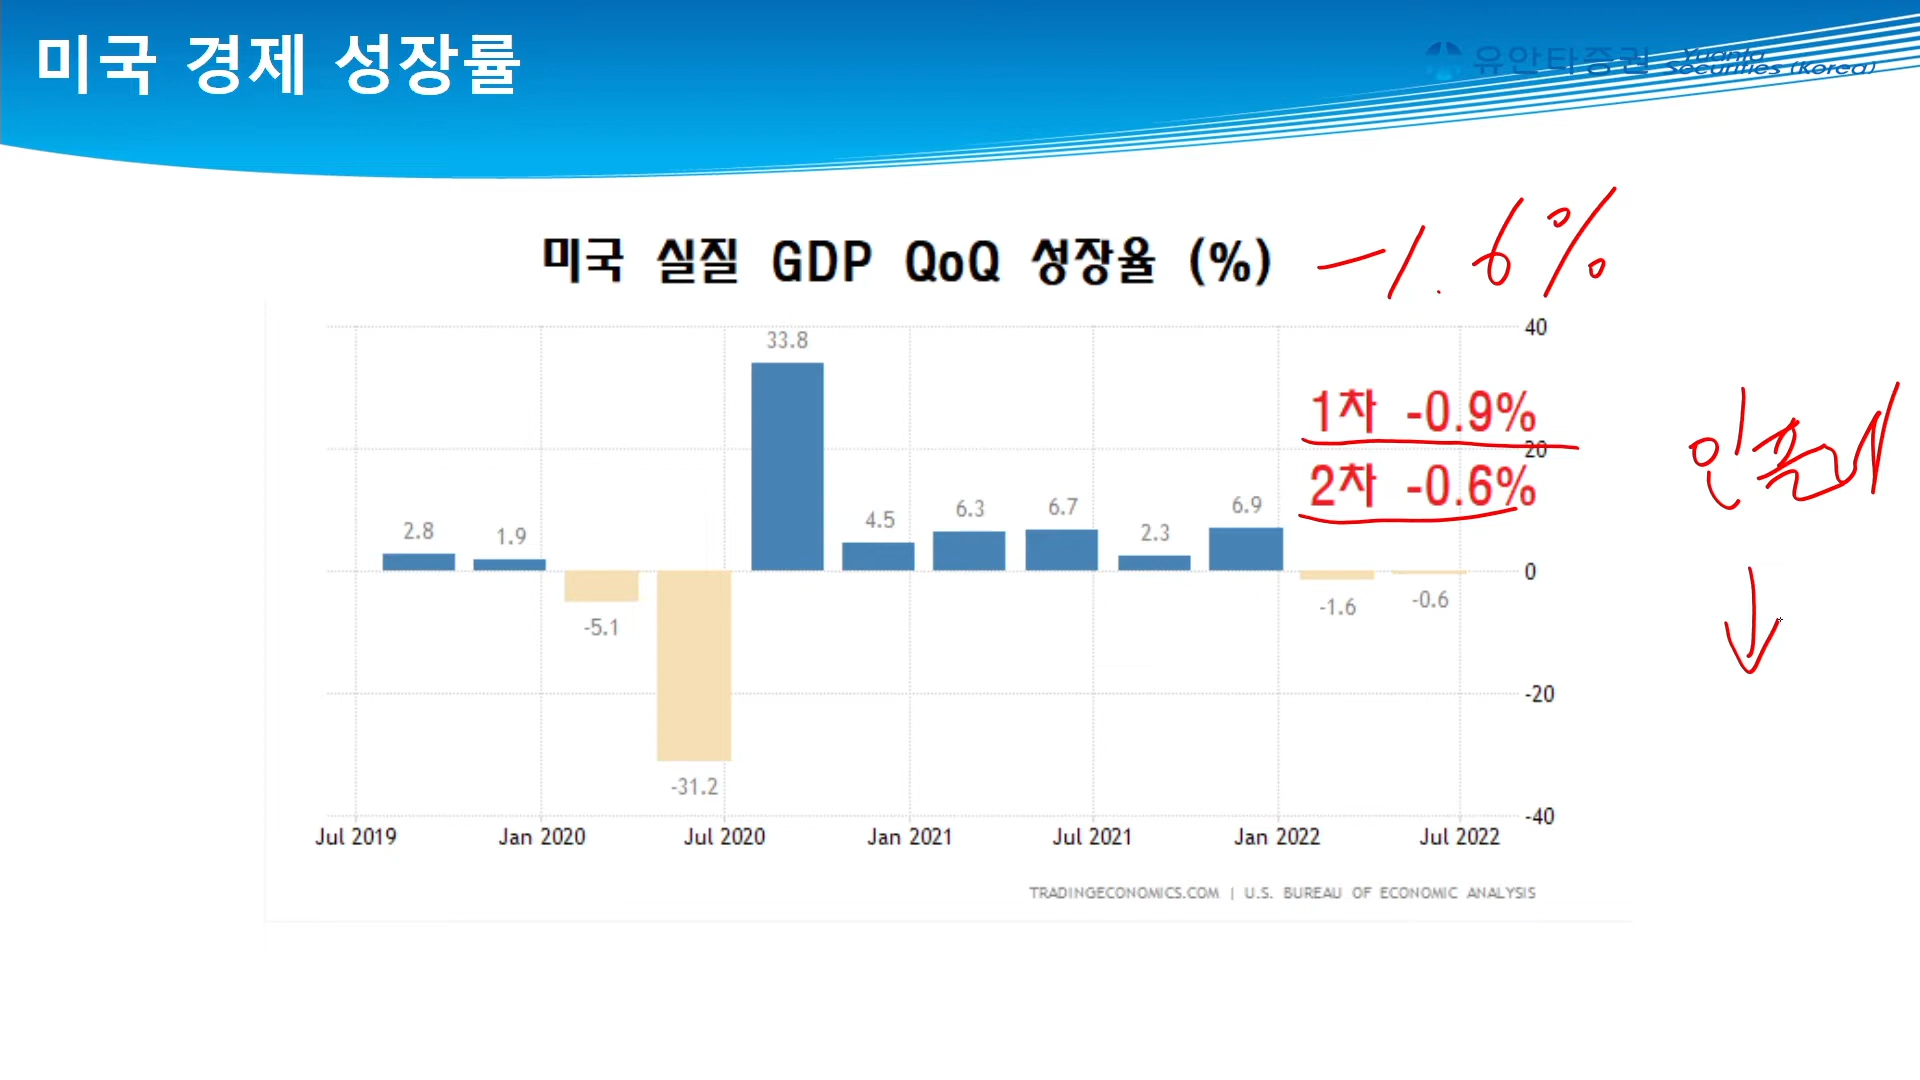 미국 경제 성장률
유안타증권 Yuanta Securities (Korea)
미국 실질 GDP QoQ 성장율 (%)
-1.6%
40
33.8
1차 -0.9%
20
2차 -0.6%
인플레
2.8
1.9
4.5
6.3
6.7
2.3
6.9
0
-5.1
-31.2
-1.6
-0.6
-20
-40
Jul 2019
Jan 2020
Jul 2020
Jan 2021
Jul 2021
Jan 2022
Jul 2022
TRADINGECONOMICS.COM | U.S. BUREAU OF ECONOMIC ANALYSIS